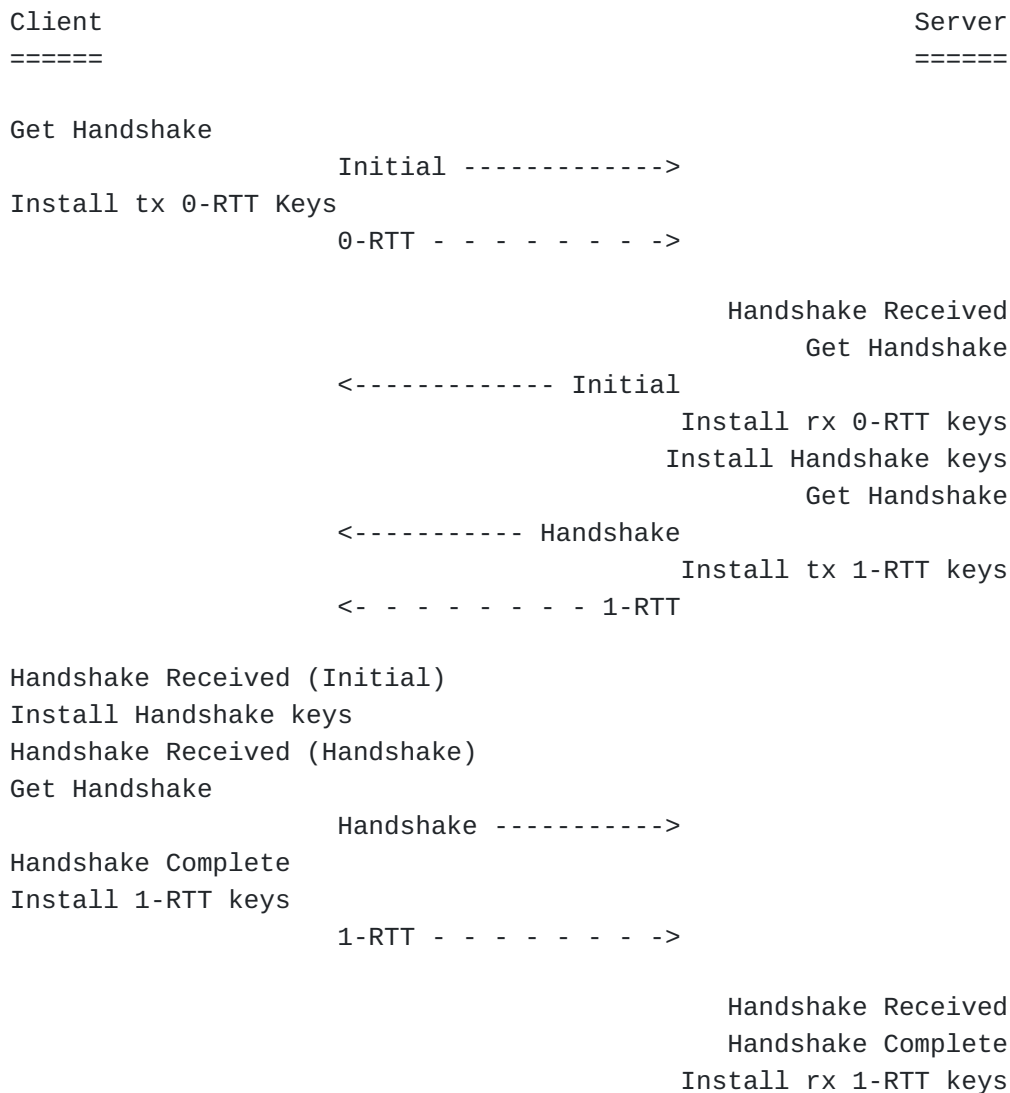 Client                                                    Server
======                                                    ======

Get Handshake
                     Initial ------------->
Install tx 0-RTT Keys
                     0-RTT - - - - - - - ->

                                              Handshake Received
                                                   Get Handshake
                     <------------- Initial
                                           Install rx 0-RTT keys
                                          Install Handshake keys
                                                   Get Handshake
                     <----------- Handshake
                                           Install tx 1-RTT keys
                     <- - - - - - - - 1-RTT

Handshake Received (Initial)
Install Handshake keys
Handshake Received (Handshake)
Get Handshake
                     Handshake ----------->
Handshake Complete
Install 1-RTT keys
                     1-RTT - - - - - - - ->

                                              Handshake Received
                                              Handshake Complete
                                           Install rx 1-RTT keys